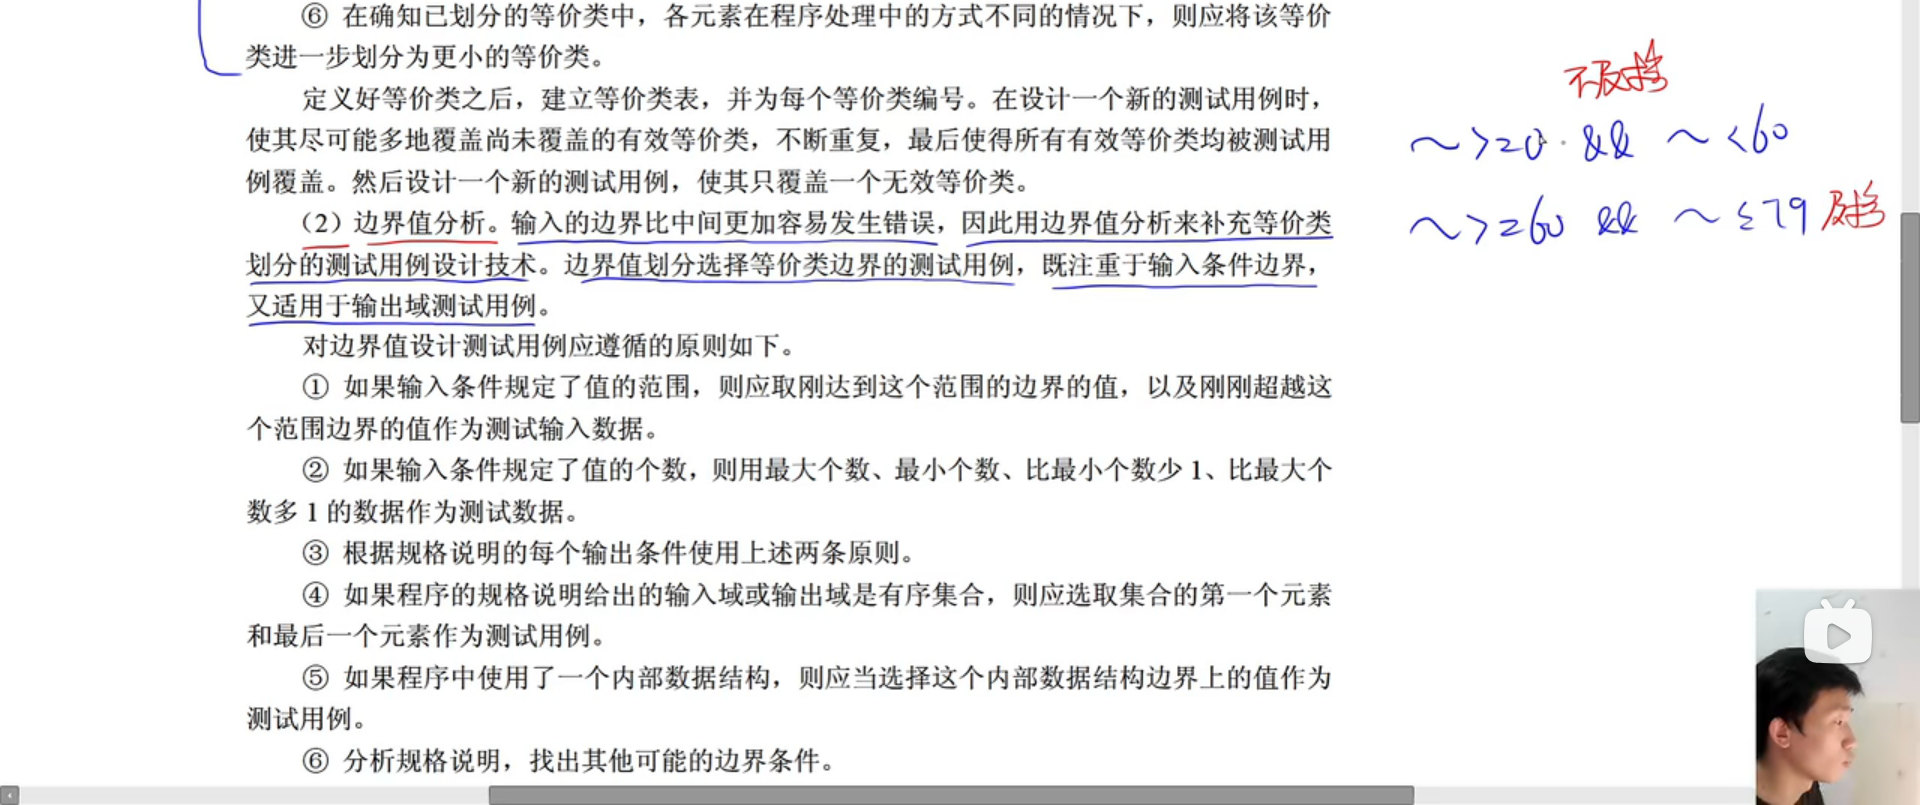 ⑥ 在确知已划分的等价类中，各元素在程序处理中的方式不同的情况下，则应将该等价
类进一步划分为更小的等价类。
定义好等价类之后，建立等价类表，并为每个等价类编号。在设计一个新的测试用例时，
使其尽可能多地覆盖尚未覆盖的有效等价类，不断重复，最后使得所有有效等价类均被测试用
例覆盖。然后设计一个新的测试用例，使其只覆盖一个无效等价类。
（2）边界值分析。输入的边界比中间更加容易发生错误，因此用边界值分析来补充等价类
划分的测试用例设计技术。边界值划分选择等价类边界的测试用例，既注重于输入条件边界，
又适用于输出域测试用例。
对边界值设计测试用例应遵循的原则如下。
① 如果输入条件规定了值的范围，则应取刚达到这个范围的边界的值，以及刚刚超越这
个范围边界的值作为测试输入数据。
② 如果输入条件规定了值的个数，则用最大个数、最小个数、比最小个数少 1、比最大个
数多 1 的数据作为测试数据。
③ 根据规格说明的每个输出条件使用上述两条原则。
④ 如果程序的规格说明给出的输入域或输出域是有序集合，则应选取集合的第一个元素
和最后一个元素作为测试用例。
⑤ 如果程序中使用了一个内部数据结构，则应当选择这个内部数据结构边界上的值作为
测试用例。
⑥ 分析规格说明，找出其他可能的边界条件。
不及格
~>=0 && ~<60
~>=60 && ~≤79 及格